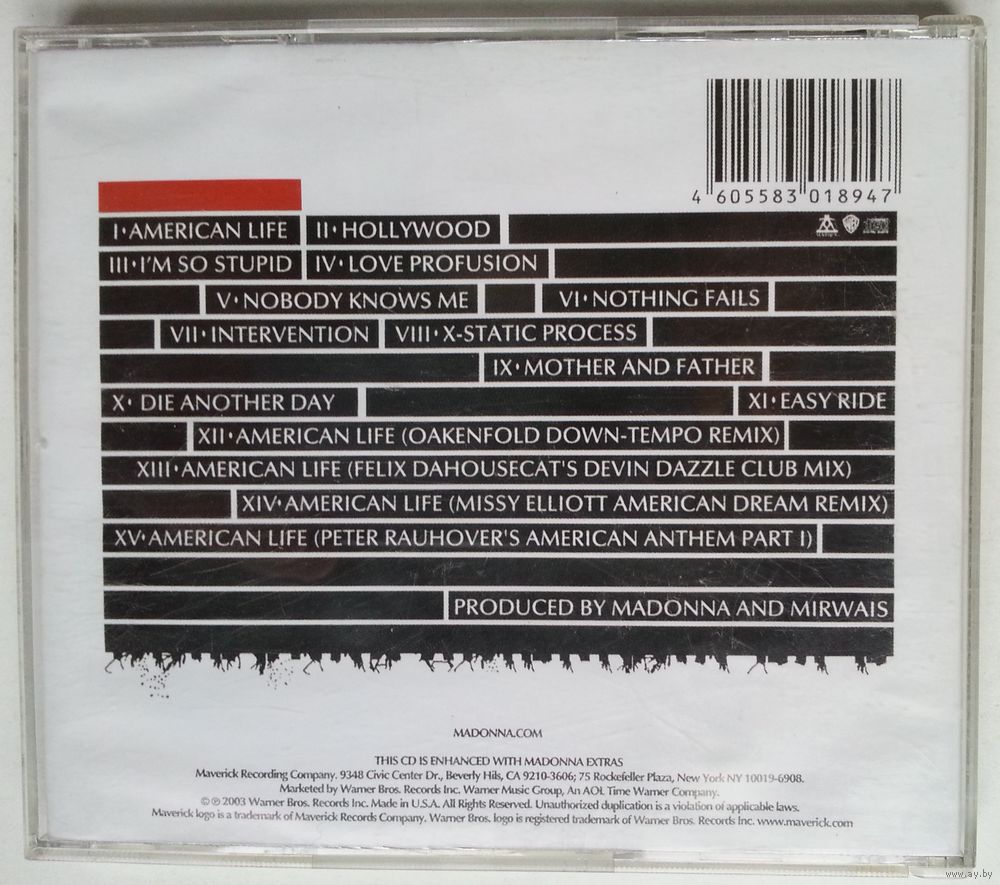 4 605583 018947
I•AMERICAN LIFE II•HOLLYWOOD
III•I'M SO STUPID IV•LOVE PROFUSION
V•NOBODY KNOWS ME VI•NOTHING FAILS
VII•INTERVENTION VIII•X-STATIC PROCESS
IX•MOTHER AND FATHER
X•DIE ANOTHER DAY XI•EASY RIDE
XII•AMERICAN LIFE (OAKENFOLD DOWN-TEMPO REMIX)
XIII•AMERICAN LIFE (FELIX DAHOUSECAT'S DEVIN DAZZLE CLUB MIX)
XIV•AMERICAN LIFE (MISSY ELLIOTT AMERICAN DREAM REMIX)
XV•AMERICAN LIFE (PETER RAUHOVER'S AMERICAN ANTHEM PART I)
PRODUCED BY MADONNA AND MIRWAIS
MADONNA.COM
THIS CD IS ENHANCED WITH MADONNA EXTRAS
Maverick Recording Company. 9348 Civic Center Dr., Beverly Hils, CA 9210-3606; 75 Rockefeller Plaza, New York NY 10019-6908.
Marketed by Warner Bros. Records Inc. Warner Music Group, An AOL Time Warner Company.
© ℗ 2003 Warner Bros. Records Inc. Made in U.S.A. All Rights Reserved. Unauthorized duplication is a violation of applicable laws.
Maverick logo is a trademark of Maverick Records Company. Warner Bros. logo is registered trademark of Warner Bros. Records Inc. www.maverick.com
www.ay.by